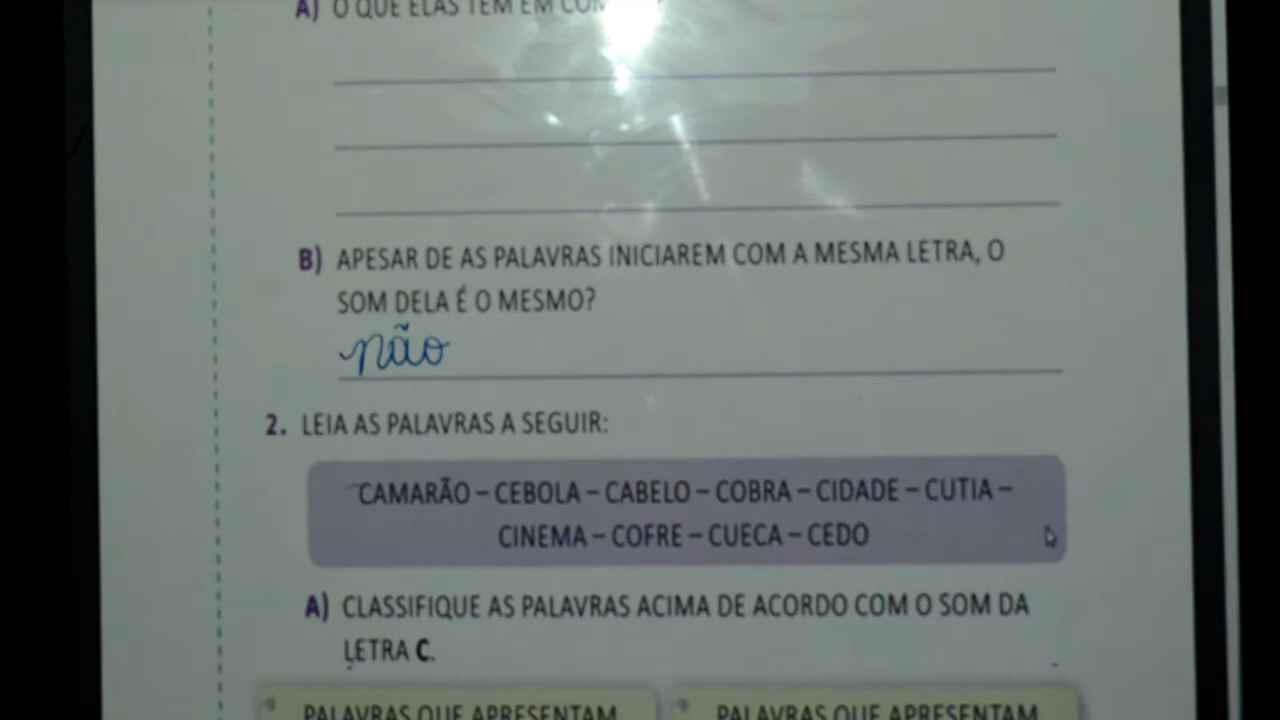 A) O QUE ELAS TÊM EM
B) APESAR DE AS PALAVRAS INICIAREM COM A MESMA LETRA, O
SOM DELA É O MESMO?
não
2. LEIA AS PALAVRAS A SEGUIR:
CAMARÃO – CEBOLA – CABELO – COBRA – CIDADE – CUTIA –
CINEMA – COFRE – CUECA – CEDO
A) CLASSIFIQUE AS PALAVRAS ACIMA DE ACORDO COM O SOM DA
LETRA C.
PALAVRAS QUE APRESENTAM
PALAVRAS QUE APRESENTAM